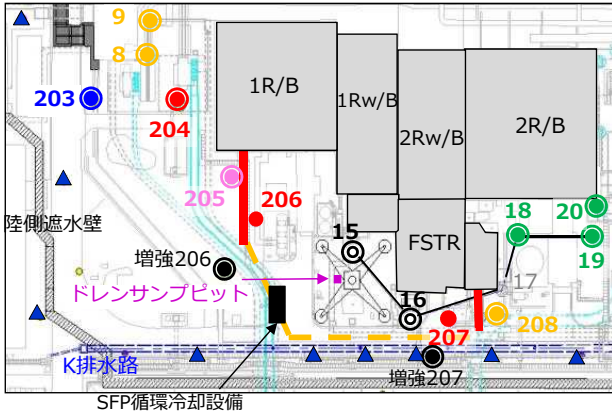 9
8
203
204
1R/B
1Rw/B
2Rw/B
2R/B
205
206
18
20
陸側遮水壁
15
FSTR
19
増強206
ドレンサンプピット
17
16
207
208
K排水路
増強207
SFP循環冷却設備